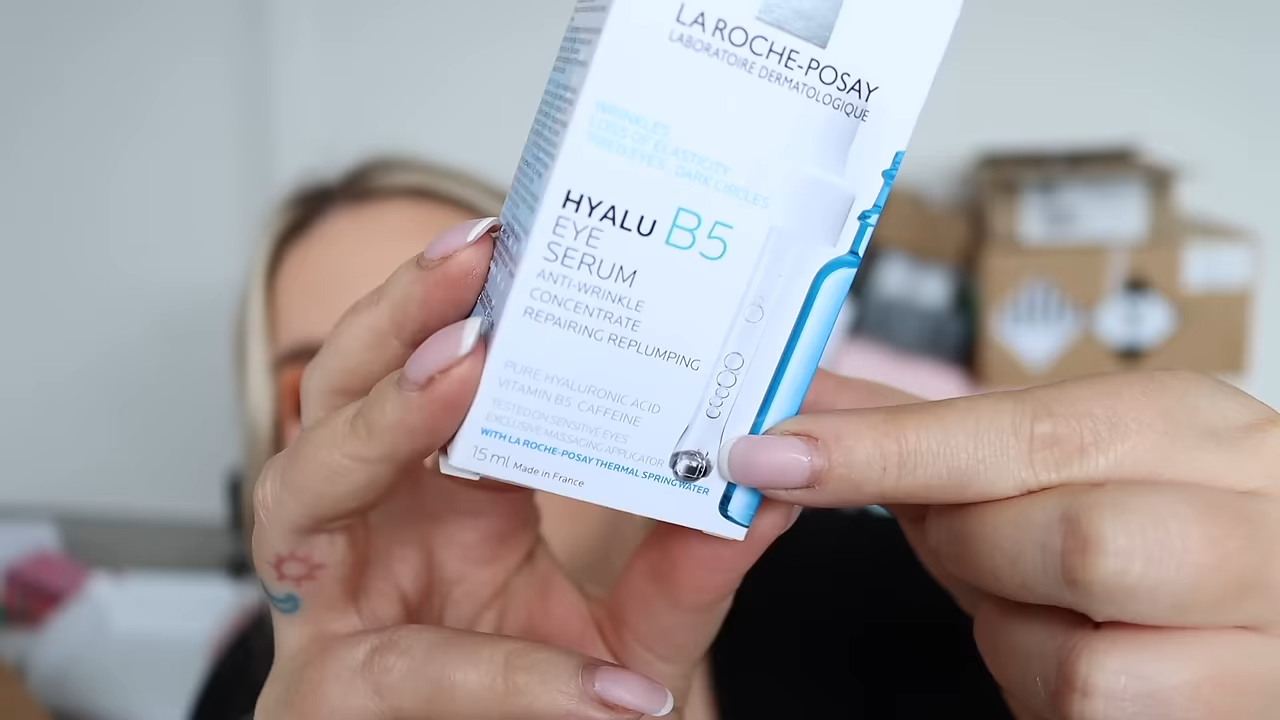 LA ROCHE-POSAY
LABORATOIRE DERMATOLOGIQUE
WRINKLES
LOSS OF ELASTICITY
TIRED EYES - DARK CIRCLES
HYALU B5
EYE
SERUM
ANTI-WRINKLE
CONCENTRATE
REPAIRING REPLUMPING
PURE HYALURONIC ACID
VITAMIN B5 CAFFEINE
TESTED ON SENSITIVE EYES
EXCLUSIVE MASSAGING APPLICATOR
WITH LA ROCHE-POSAY THERMAL SPRING WATER
15 ml Made in France